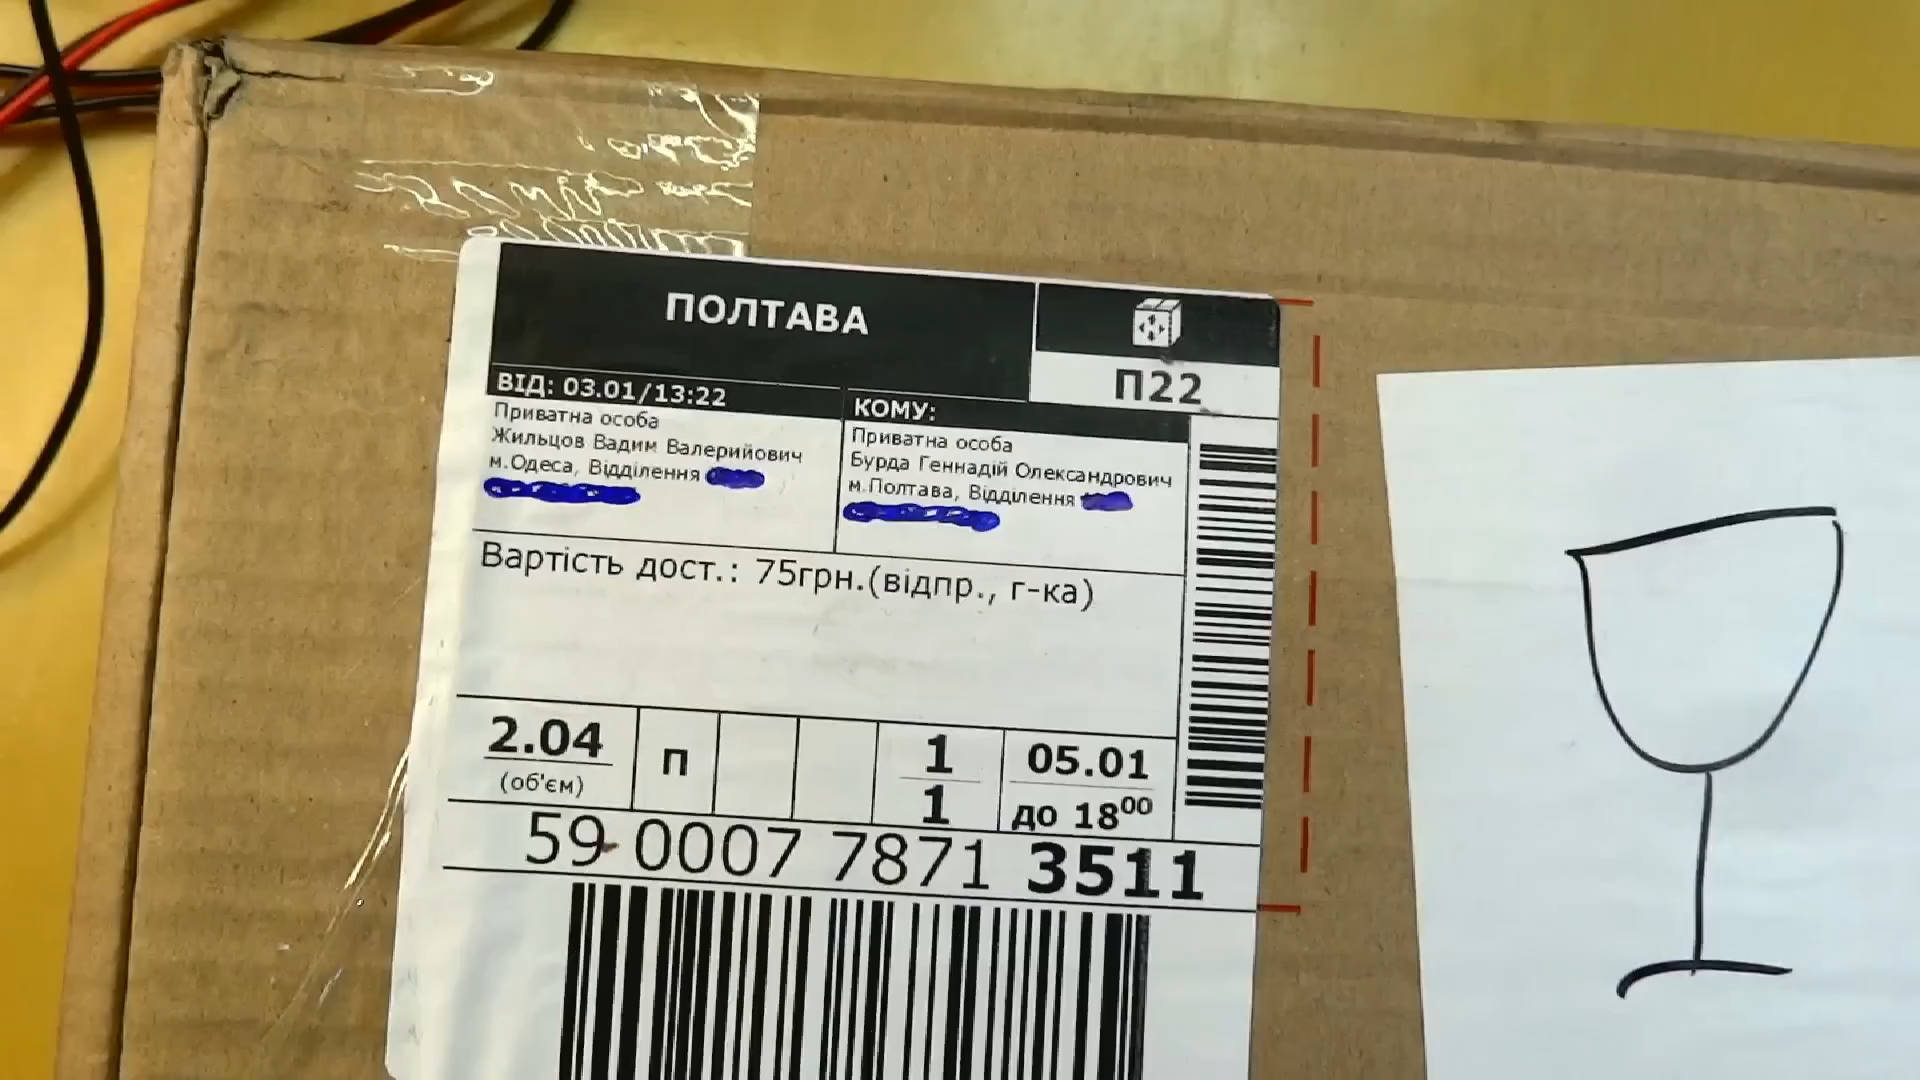 ПОЛТАВА
П22
ВІД: 03.01/13:22
Приватна особа
Жильцов Вадим Валерийович
м.Одеса, Відділення
КОМУ:
Приватна особа
Бурда Геннадій Олександрович
м.Полтава, Відділення
Вартість дост.: 75грн.(відпр., г-ка)
2.04
(об'єм)
П
1
1
05.01
до 18⁰⁰
59 0007 7871 3511